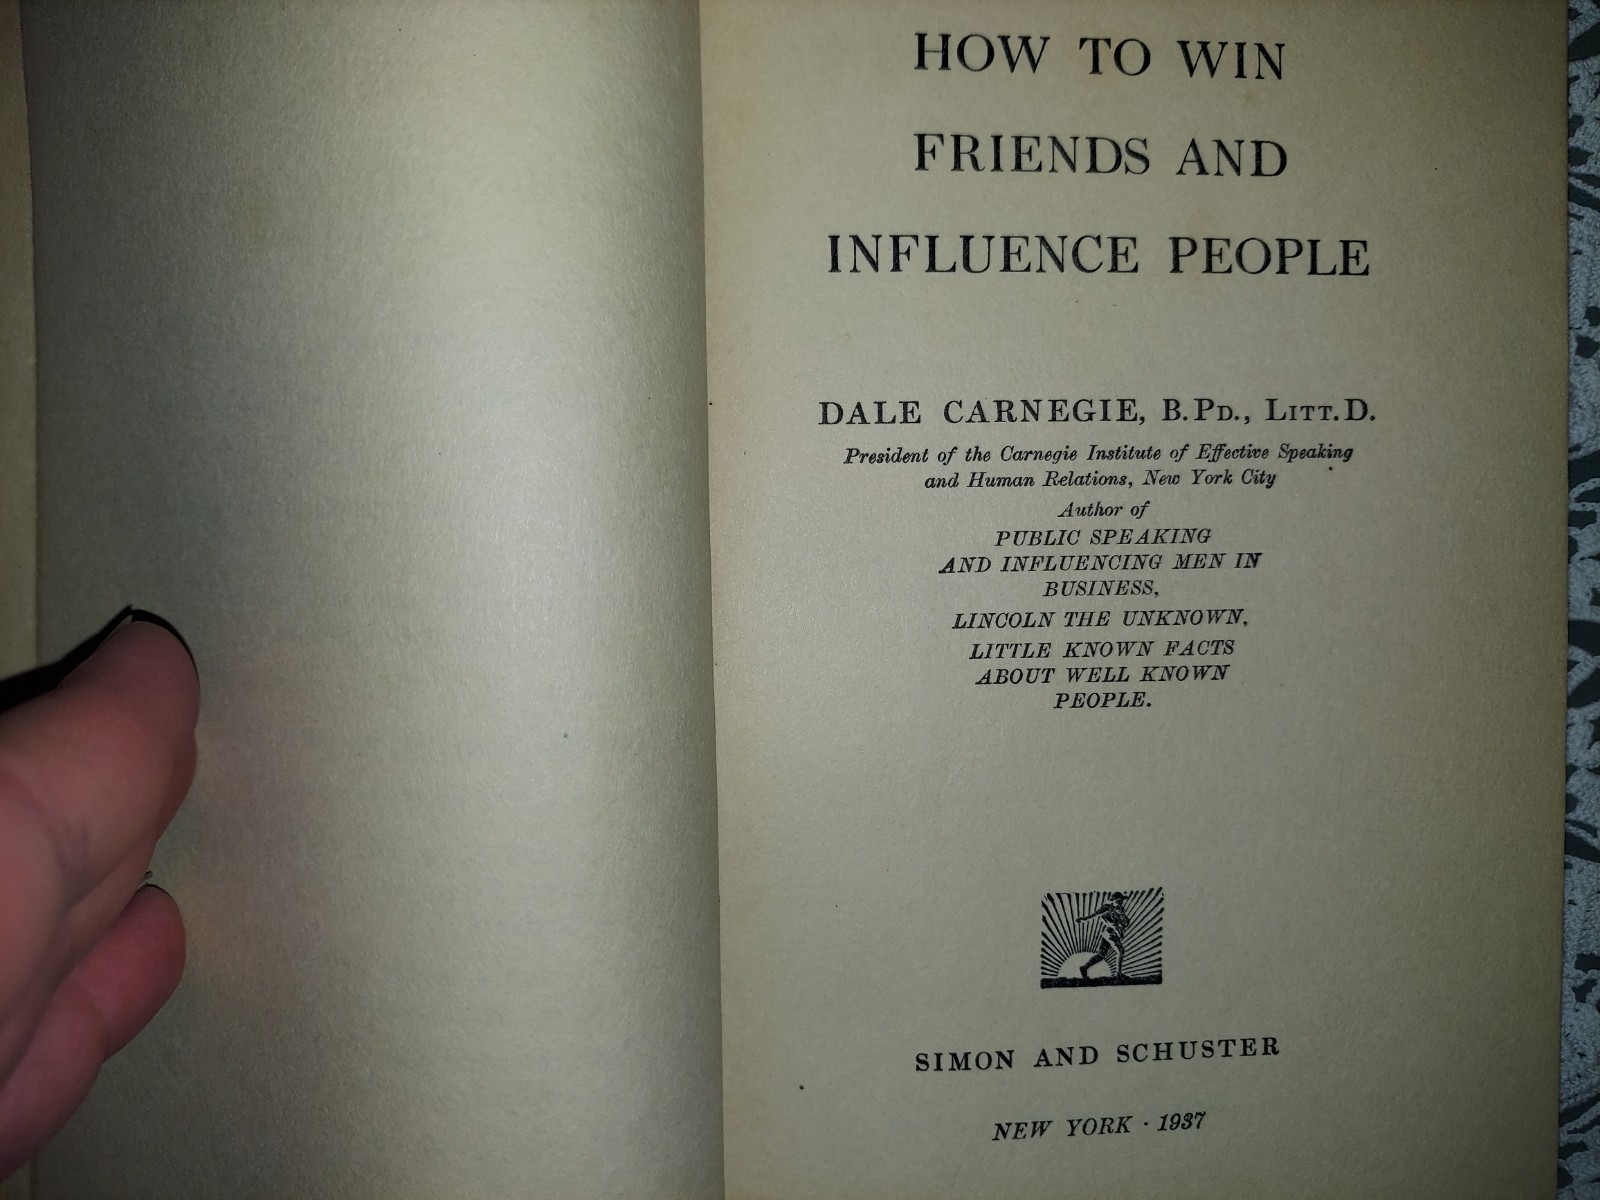 HOW TO WIN
FRIENDS AND
INFLUENCE PEOPLE
DALE CARNEGIE, B.PD., LITT.D.
President of the Carnegie Institute of Effective Speaking
and Human Relations, New York City
Author of
PUBLIC SPEAKING
AND INFLUENCING MEN IN
BUSINESS,
LINCOLN THE UNKNOWN,
LITTLE KNOWN FACTS
ABOUT WELL KNOWN
PEOPLE.
SIMON AND SCHUSTER
NEW YORK · 1937